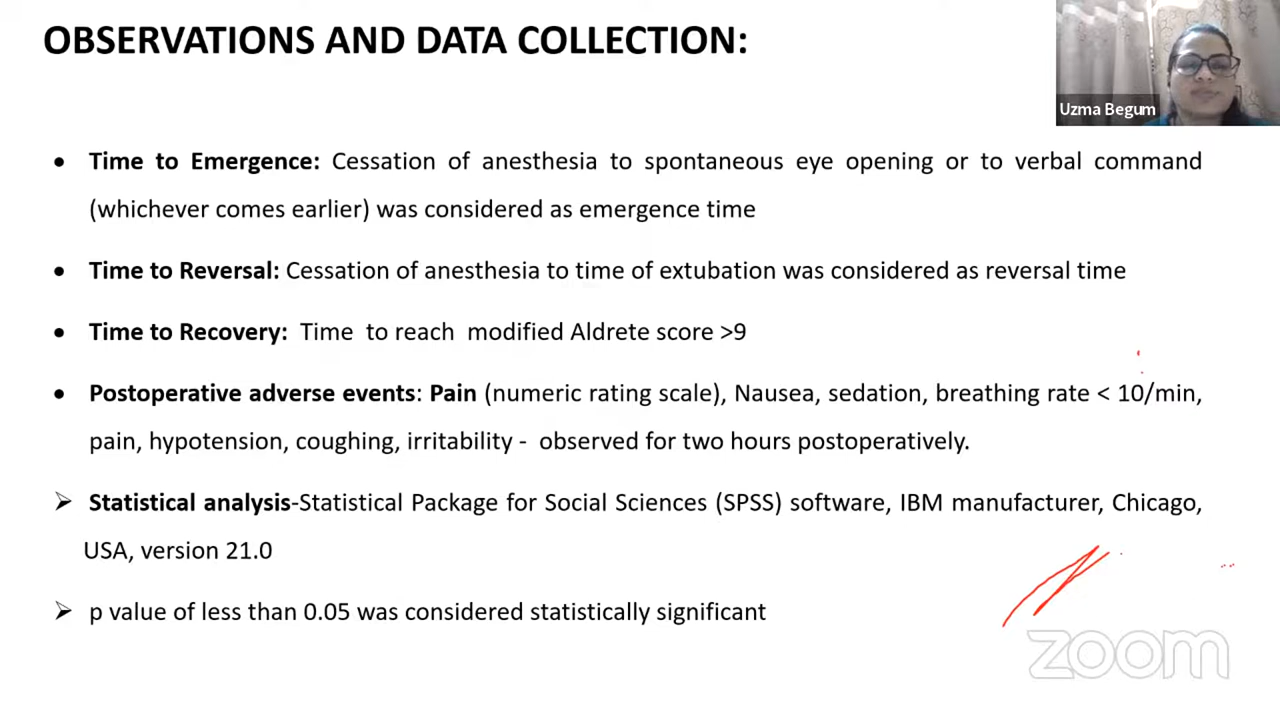 OBSERVATIONS AND DATA COLLECTION:
Uzma Begum
• Time to Emergence: Cessation of anesthesia to spontaneous eye opening or to verbal command
(whichever comes earlier) was considered as emergence time
• Time to Reversal: Cessation of anesthesia to time of extubation was considered as reversal time
• Time to Recovery: Time to reach modified Aldrete score >9
• Postoperative adverse events: Pain (numeric rating scale), Nausea, sedation, breathing rate < 10/min,
pain, hypotension, coughing, irritability - observed for two hours postoperatively.
➢ Statistical analysis-Statistical Package for Social Sciences (SPSS) software, IBM manufacturer, Chicago,
USA, version 21.0
➢ p value of less than 0.05 was considered statistically significant
zoom